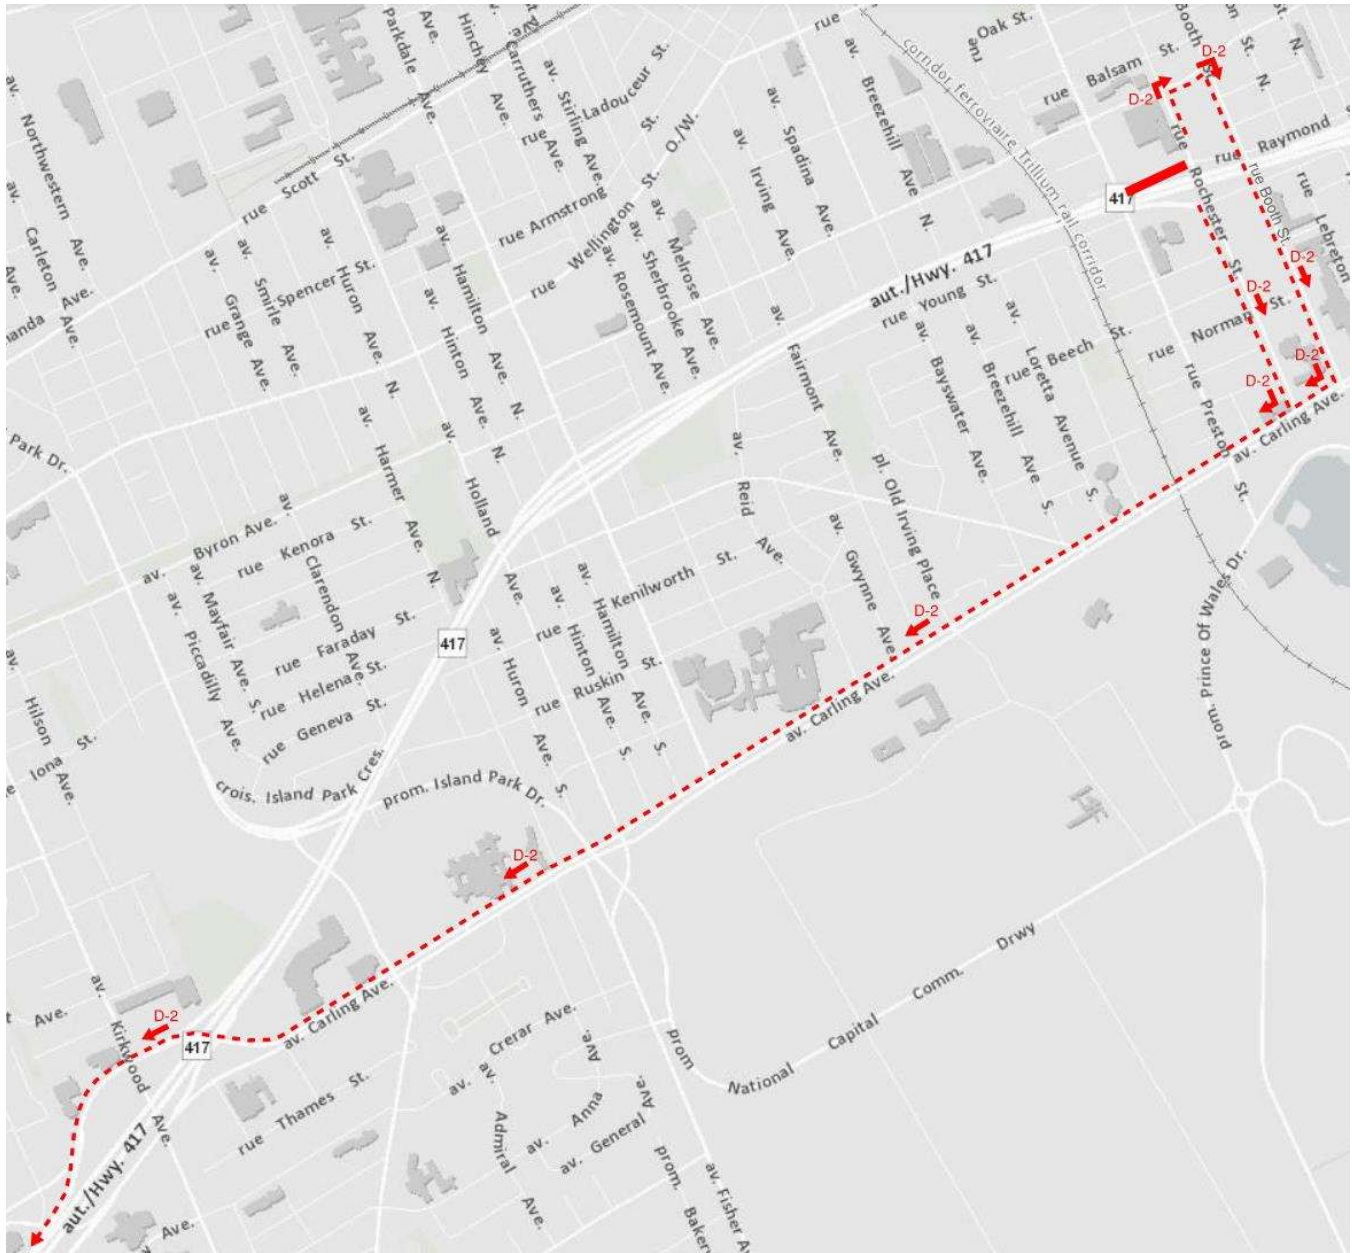 Parkdale Ave.
Hinchey Ave.
av. Carruthers Ave.
av. Stirling Ave.
rue Ladouceur St.
rue Armstrong St.
rue Wellington St. O./W.
av. Breezehill Ave N.
av. Spadina Ave.
av. Irving Ave.
corridor ferroviaire Trillium rail corridor
rue Oak St.
rue Balsam St.
Booth St.
N.
N.
D-2
D-2
rue Raymond
417
rue Rochester St.
rue Booth St.
rue Lebreton
D-2
D-2
D-2
D-2
rue Norman St.
rue Preston St.
av. Carling Ave.
av. Northwestern Ave.
av. Carleton Ave.
Ave.
anda Ave.
rue Scott St.
av. Grange Ave.
av. Smirle Ave.
rue Spencer St.
av. Huron Ave. N.
av. Hamilton Ave. N.
av. Hinton Ave. N.
av. Rosemount Ave.
av. Sherbrooke Ave.
av. Melrose Ave.
aut./Hwy. 417
rue Young St.
av. Fairmont Ave.
av. Bayswater Ave.
av. Breezehill Ave S.
av. Loretta Avenue S.
rue Beech St.
Park Dr.
av. Harmer Ave. N.
av. Holland Ave.
av. Byron Ave.
rue Kenora St.
av. Clarendon Ave.
av. Mayfair Ave. S.
av. Piccadilly Ave.
rue Faraday St.
rue Helena St.
rue Geneva St.
417
av. Reid Ave.
pl. Old Irving Place
av. Gwynne Ave.
rue Kenilworth St.
av. Hamilton Ave. S.
av. Hinton Ave. S.
av. Huron Ave. S.
rue Ruskin St.
D-2
prom. Prince Of Wales Dr.
av. Hilson Ave.
Iona St.
crois. Island Park Cres.
prom. Island Park Dr.
av. Carling Ave.
D-2
t Ave.
av. Kirkwood Ave.
D-2
417
av. Carling Ave.
av. Crerar Ave.
rue Thames St.
av. Admiral Ave.
av. Anna Ave.
av. General Ave.
prom National Capital Comm. Drwy
aut./Hwy. 417
Ave.
prom. Baker
av. Fisher Av